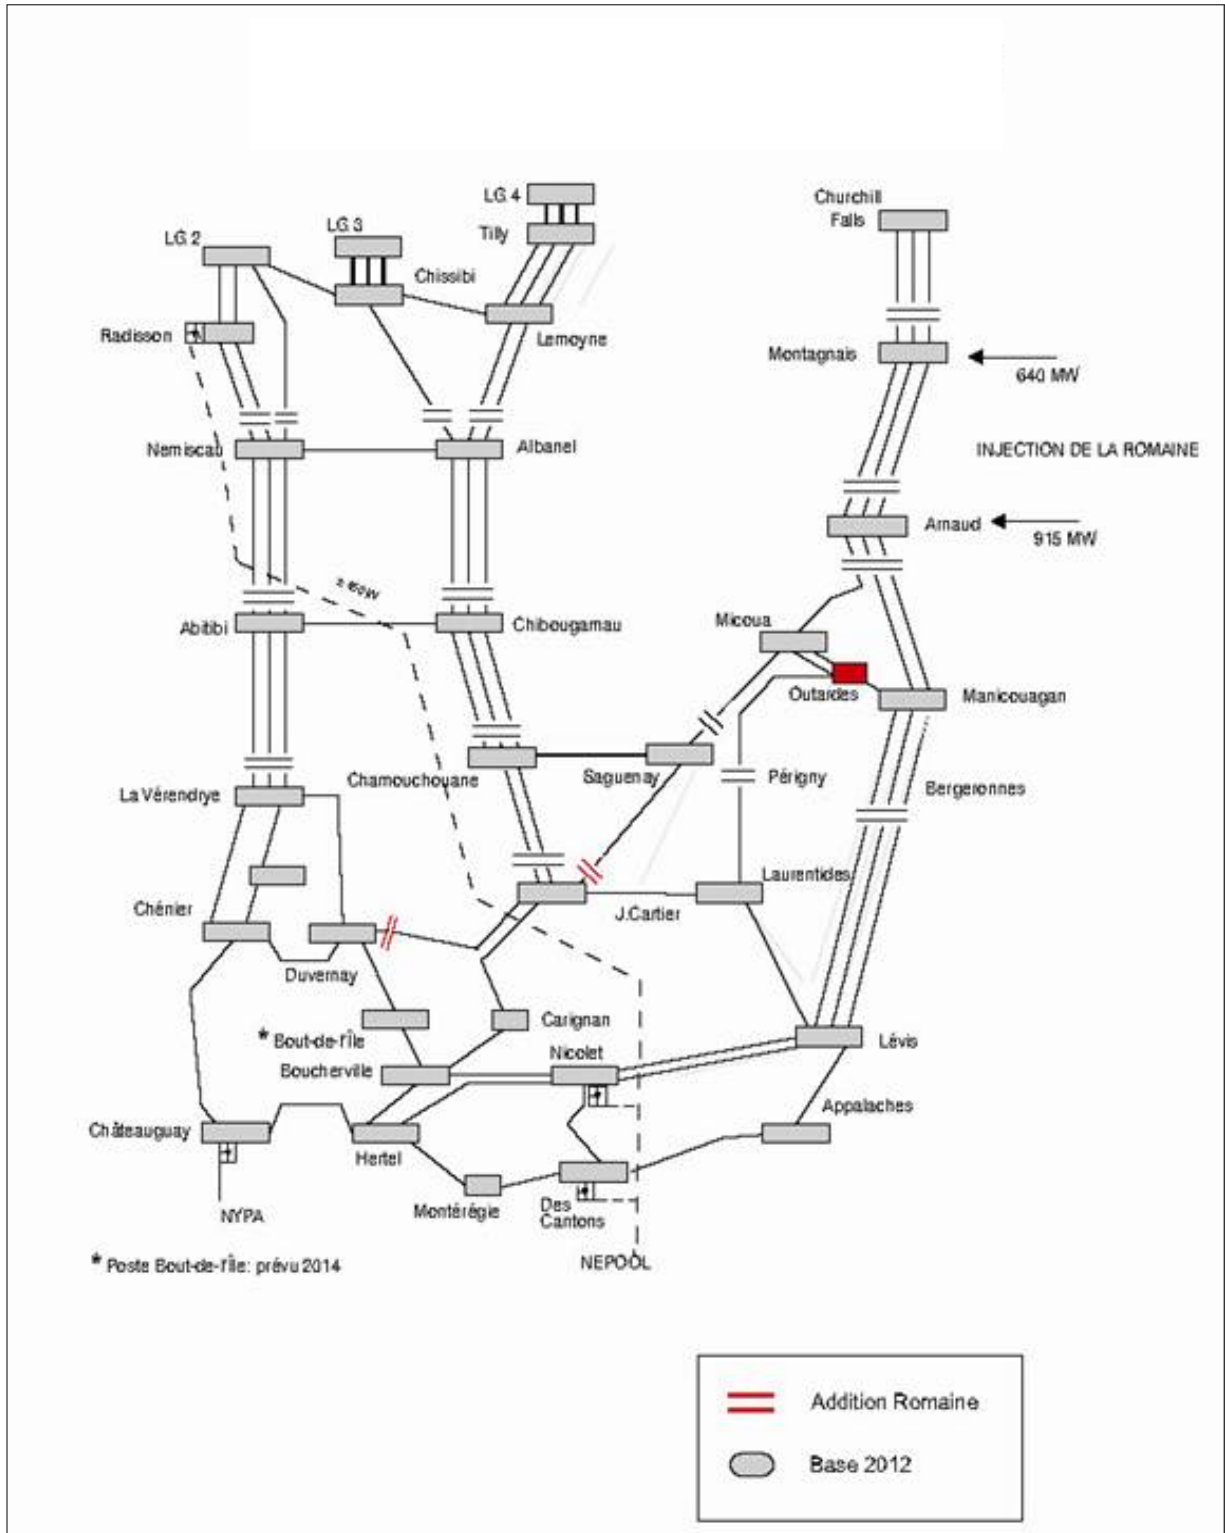 LG 4
Churchill
Falls
LG 3
LG 2
Tilly
Chissibi
Radisson
Lemoyne
Montagnais
640 MW
Nemiscau
Albanel
INJECTION DE LA ROMAINE
Arnaud
915 MW
Abitibi
Chibougamau
Micoua
Outardes
Manicouagan
Chamouchouane
Saguenay
Périgny
Bergeronnes
La Vérendrye
Laurentides
Chénier
J.Cartier
Duvernay
* Bout-de-l'Île
Carignan
Nicolet
Lévis
Boucherville
Appalaches
Châteauguay
Hertel
Montérégie
Des
Cantons
NYPA
NEPOOL
* Poste Bout-de-l'Île: prévu 2014
Addition Romaine
Base 2012